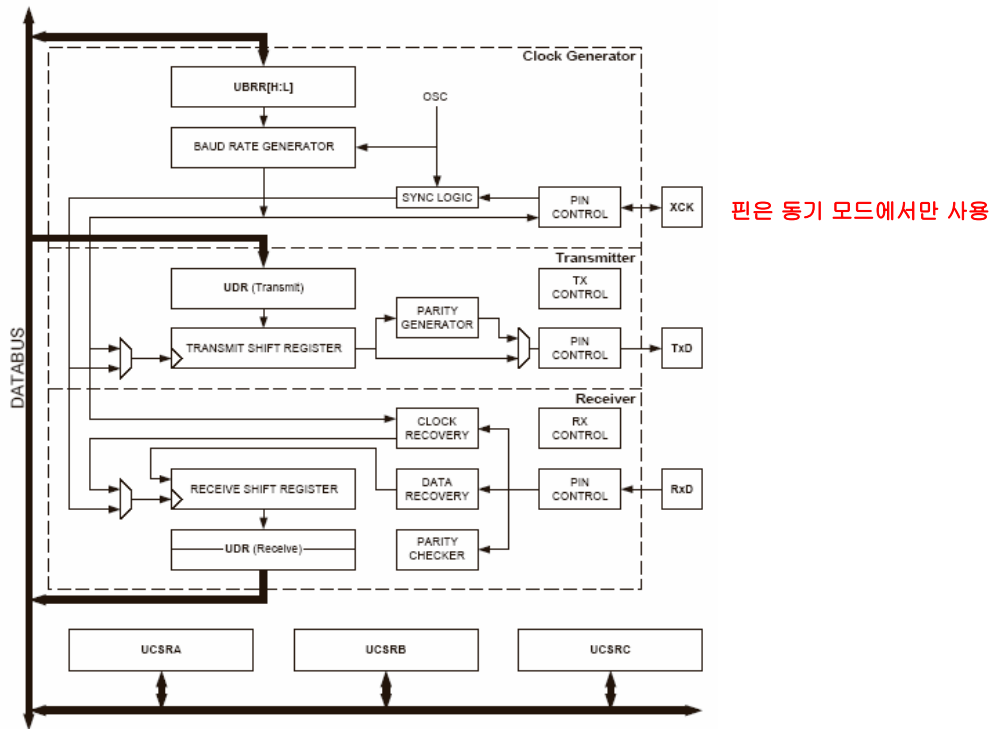 Clock Generator
UBRR[H:L]
OSC
BAUD RATE GENERATOR
SYNC LOGIC
PIN
CONTROL
XCK
핀은 동기 모드에서만 사용
Transmitter
UDR (Transmit)
TX
CONTROL
PARITY
GENERATOR
TRANSMIT SHIFT REGISTER
PIN
CONTROL
TxD
DATABUS
Receiver
CLOCK
RECOVERY
RX
CONTROL
RECEIVE SHIFT REGISTER
DATA
RECOVERY
PIN
CONTROL
RxD
UDR (Receive)
PARITY
CHECKER
UCSRA
UCSRB
UCSRC